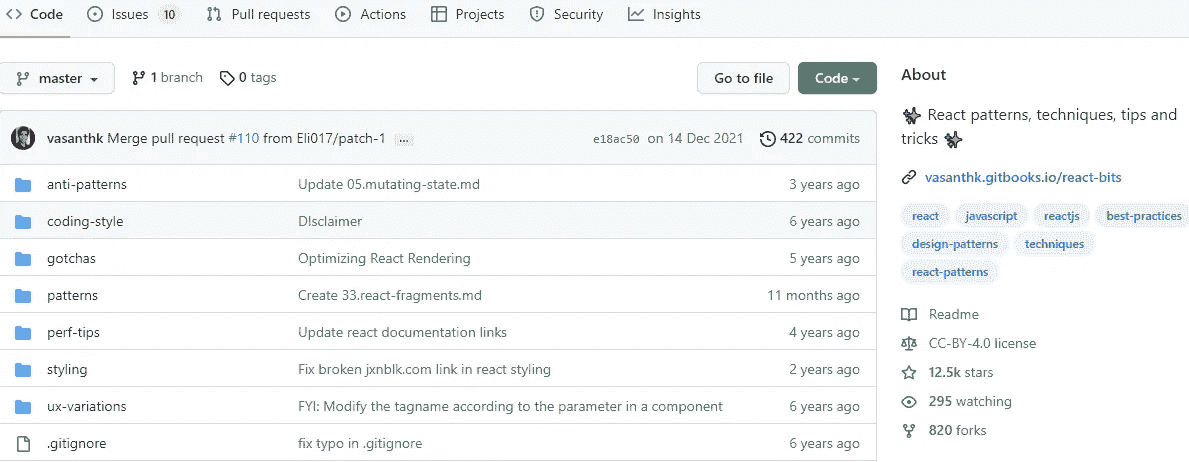 Code Issues 10 Pull requests Actions Projects Security Insights
master 1 branch 0 tags Go to file Code
vasanthk Merge pull request #110 from Eli017/patch-1 ... e18ac50 on 14 Dec 2021 422 commits
anti-patterns Update 05.mutating-state.md 3 years ago
coding-style DIsclaimer 6 years ago
gotchas Optimizing React Rendering 5 years ago
patterns Create 33.react-fragments.md 11 months ago
perf-tips Update react documentation links 4 years ago
styling Fix broken jxnblk.com link in react styling 2 years ago
ux-variations FYI: Modify the tagname according to the parameter in a component 6 years ago
.gitignore fix typo in .gitignore 6 years ago
About
React patterns, techniques, tips and
tricks
vasanthk.gitbooks.io/react-bits
react javascript reactjs best-practices
design-patterns techniques
react-patterns
Readme
CC-BY-4.0 license
12.5k stars
295 watching
820 forks